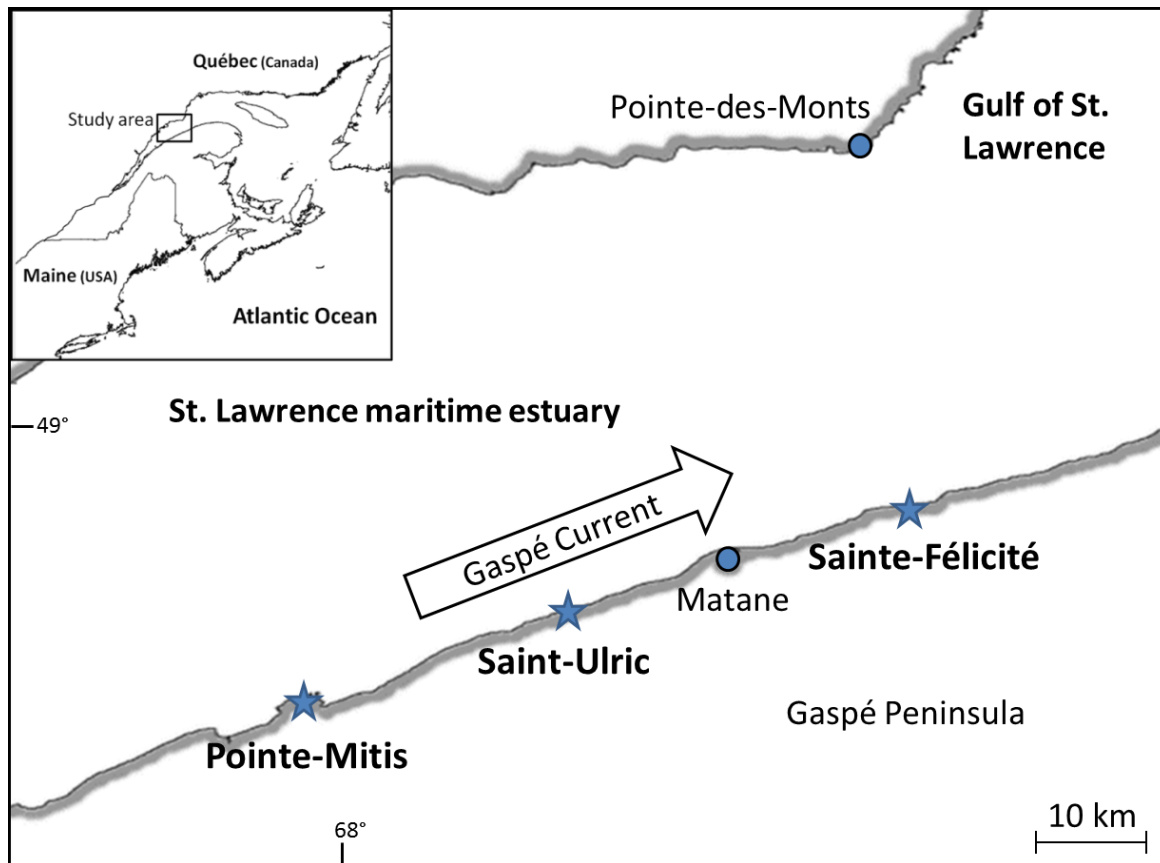 Québec (Canada)
Study area
Maine (USA)
Atlantic Ocean
Pointe-des-Monts
Gulf of St.
Lawrence
St. Lawrence maritime estuary
49°
Gaspé Current
Sainte-Félicité
Matane
Saint-Ulric
Gaspé Peninsula
Pointe-Mitis
68°
10 km